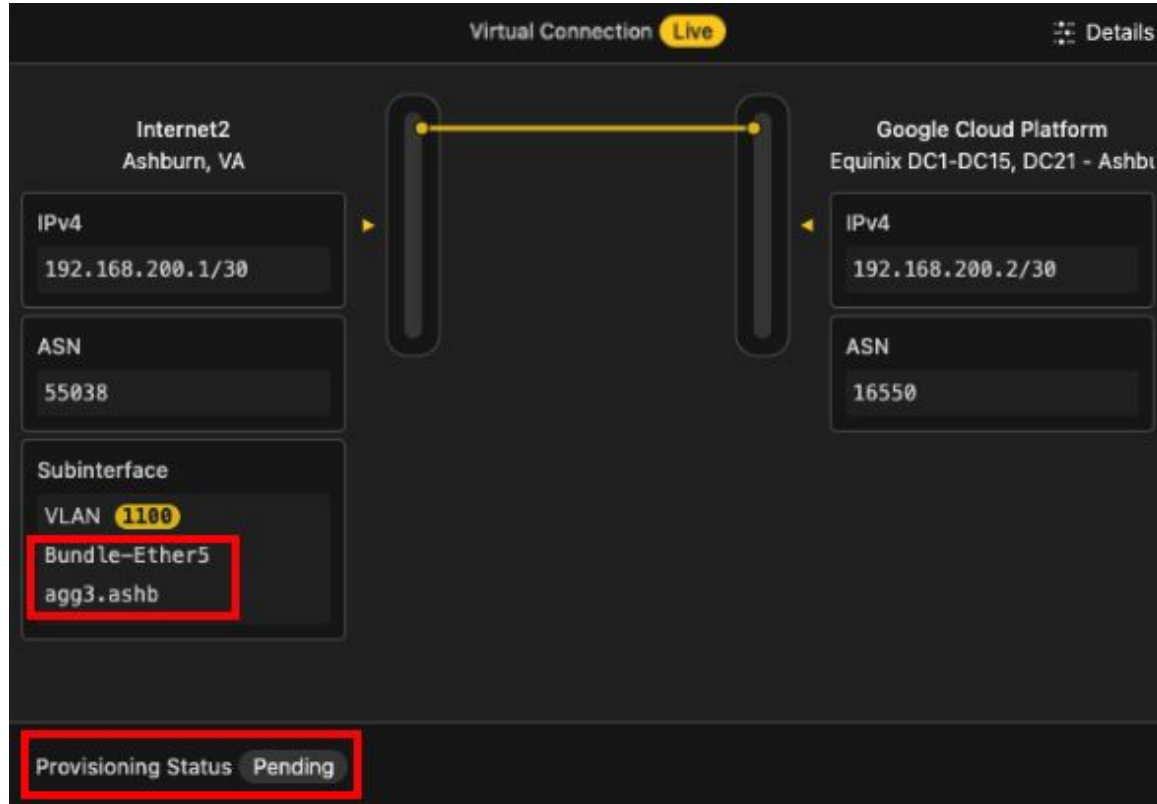 Virtual Connection Live
Details
Internet2
Ashburn, VA
IPv4
192.168.200.1/30
ASN
55038
Subinterface
VLAN 1100
Bundle-Ether5
agg3.ashb
Google Cloud Platform
Equinix DC1-DC15, DC21 - Ashbu
IPv4
192.168.200.2/30
ASN
16550
Provisioning Status Pending